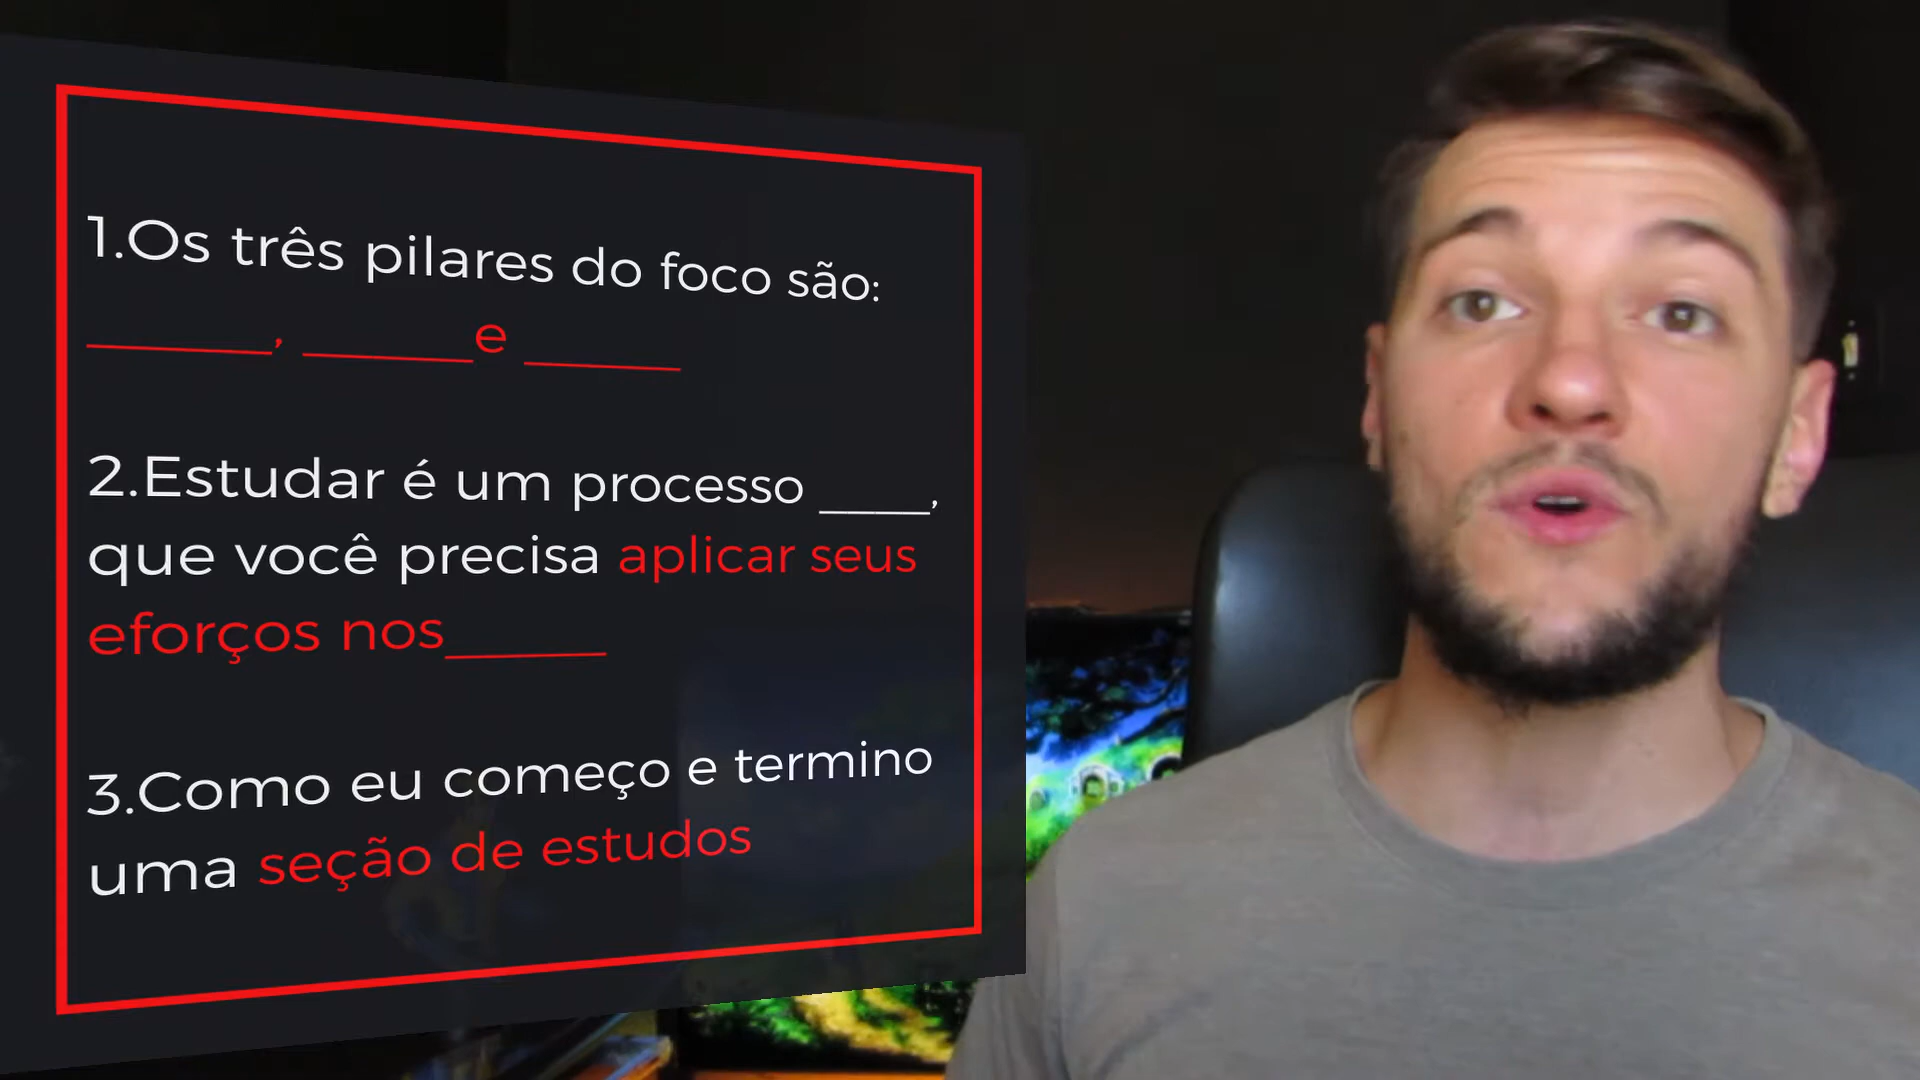 1.Os três pilares do foco são:
______, ______e ______
2.Estudar é um processo ____,
que você precisa aplicar seus
eforços nos______
3.Como eu começo e termino
uma seção de estudos